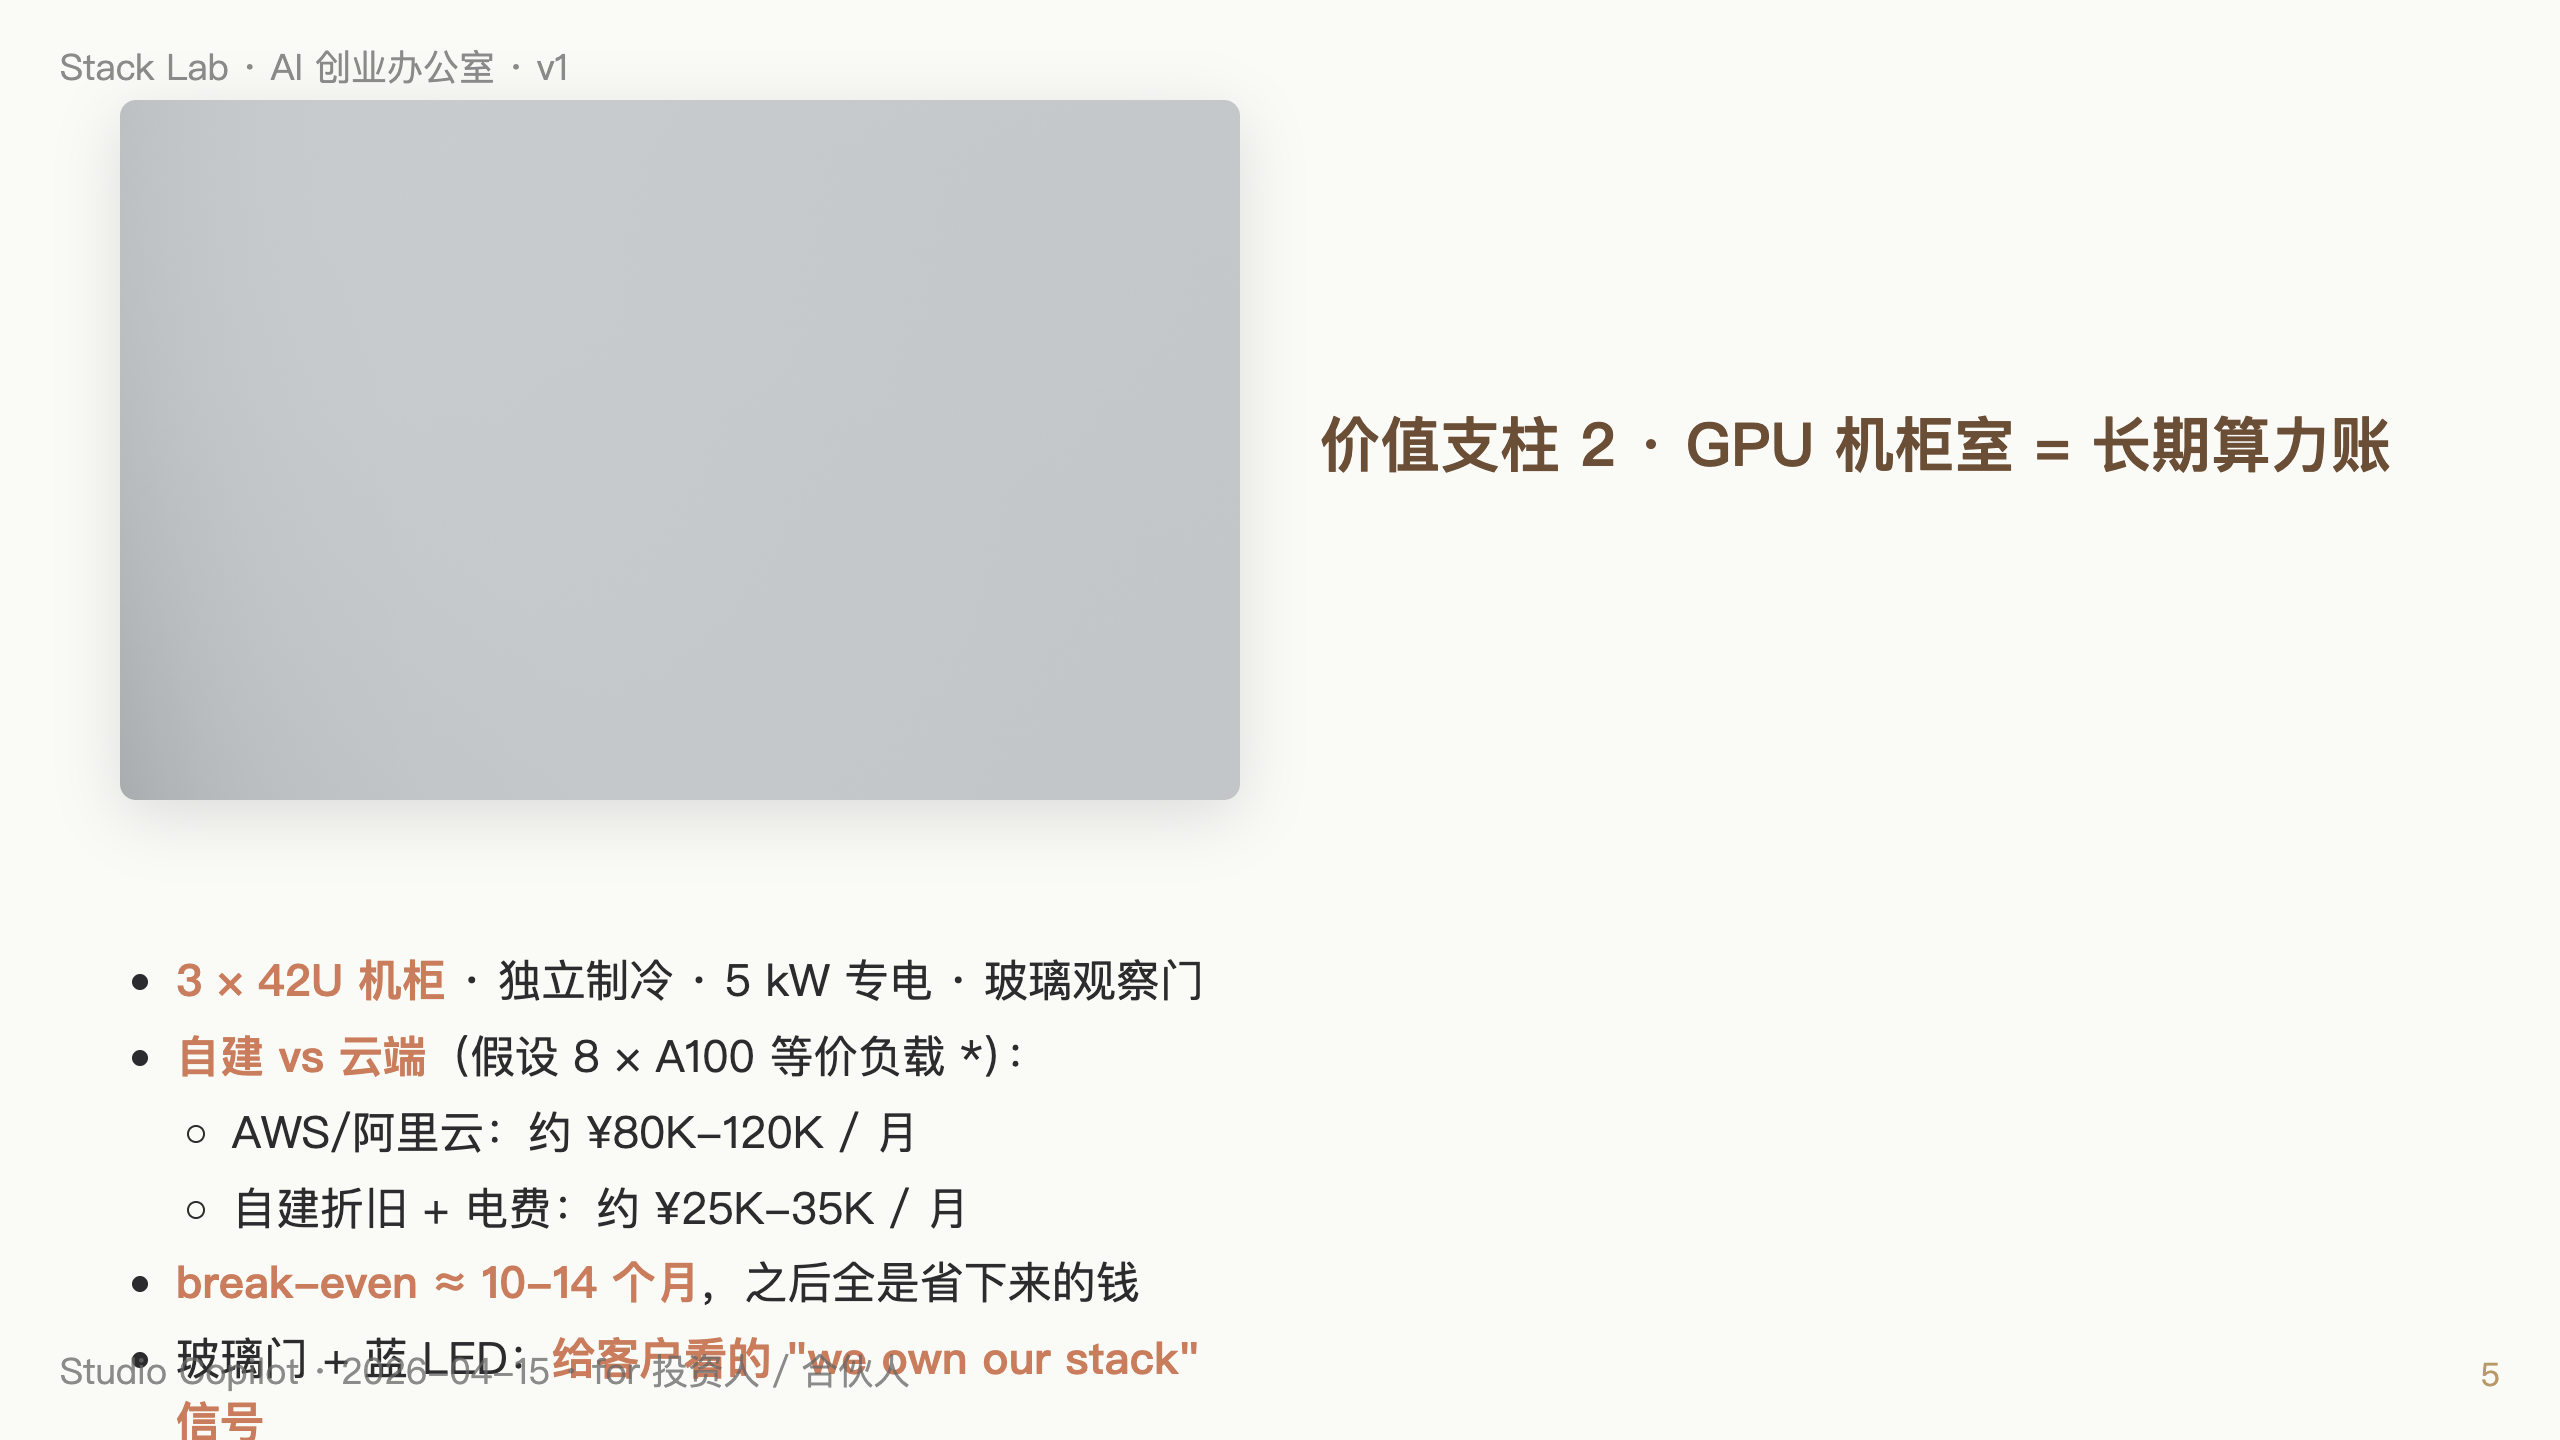 Stack Lab · AI 创业办公室 · v1
价值支柱 2 · GPU 机柜室 = 长期算力账
3 × 42U 机柜 · 独立制冷 · 5 kW 专电 · 玻璃观察门
自建 vs 云端（假设 8 × A100 等价负载 *）：
AWS/阿里云：约 ¥80K–120K / 月
自建折旧 + 电费：约 ¥25K–35K / 月
break-even ≈ 10–14 个月，之后全是省下来的钱
玻璃门 + 蓝 LED：给客户看的 "we own our stack"
信号
Studio Copilot · 2026-04-15 · for 投资人 / 合伙人
5